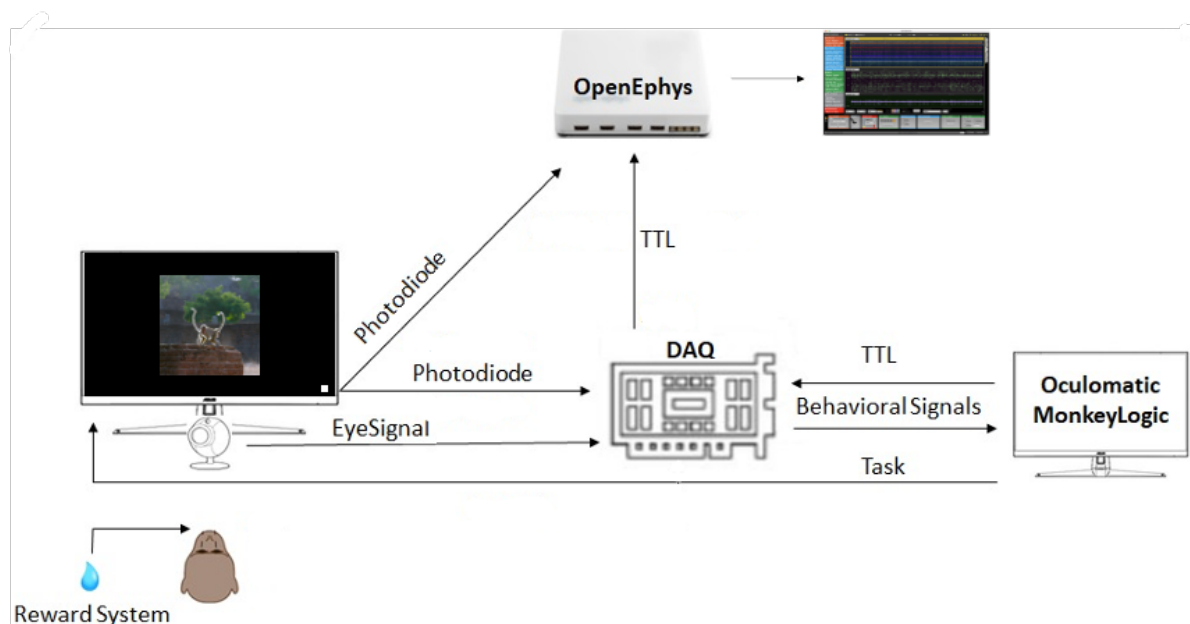 OpenEphys
TTL
Photodiode
Photodiode
EyeSignal
DAQ
TTL
Behavioral Signals
Oculomatic
MonkeyLogic
Task
Reward System